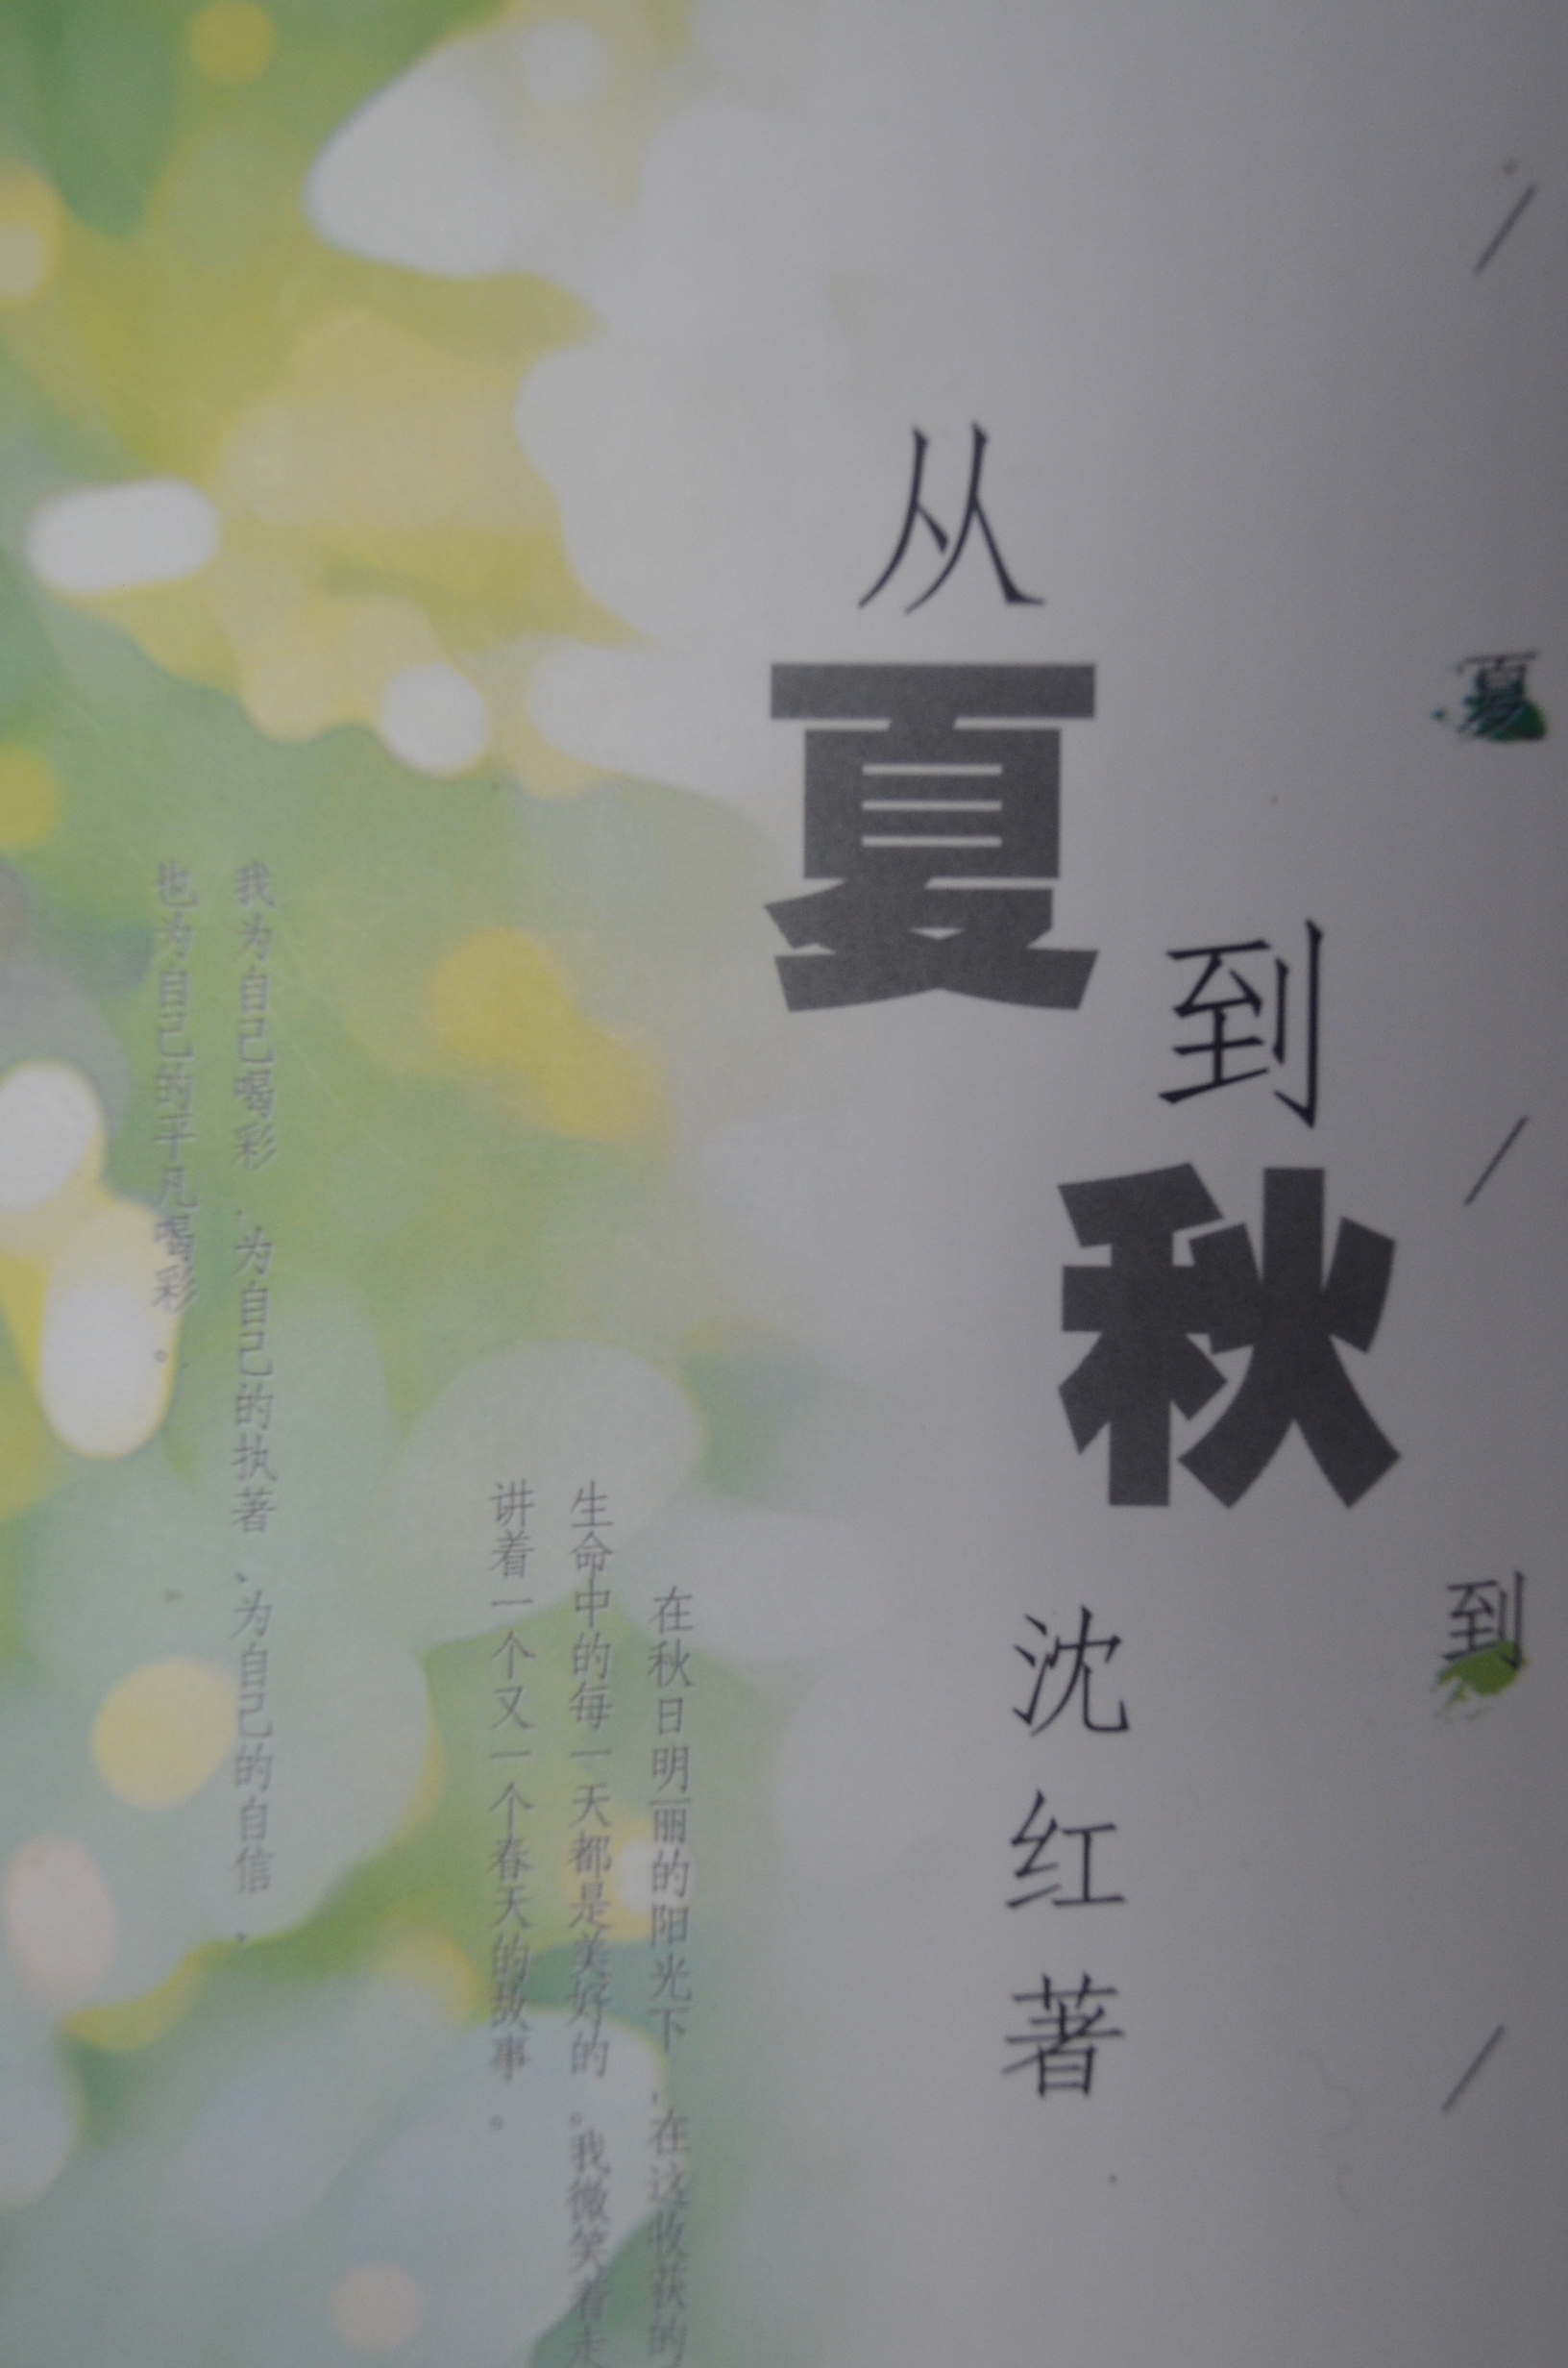 从夏到秋
沈红著
夏
到
在秋日明丽的阳光下,在这收获的
生命中的每一天都是美好的。我微笑着走
讲着一个又一个春天的故事。
我为自己喝彩,为自己的执著、为自己的自信,
也为自己的平凡喝彩。